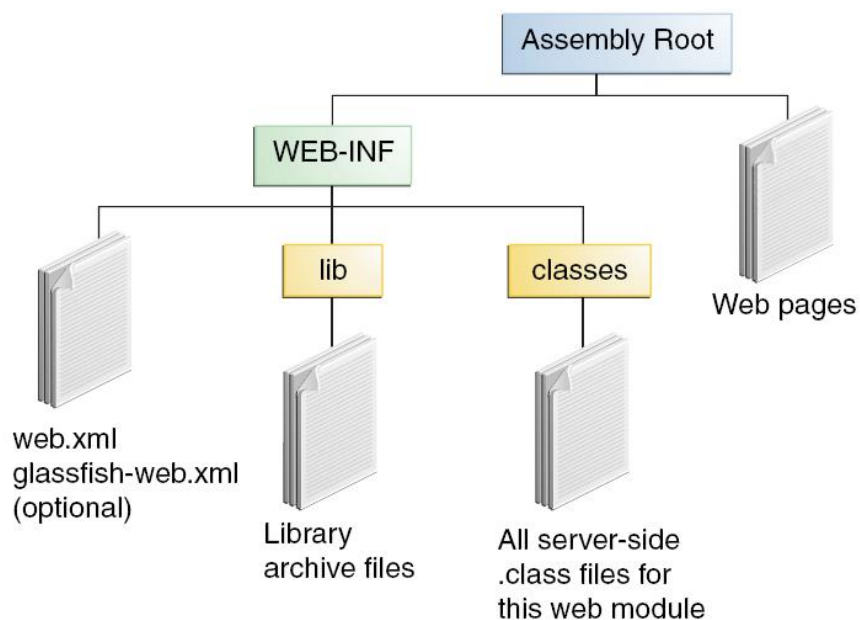 Assembly Root
WEB-INF
lib
classes
Web pages
web.xml
glassfish-web.xml
(optional)
Library
archive files
All server-side
.class files for
this web module